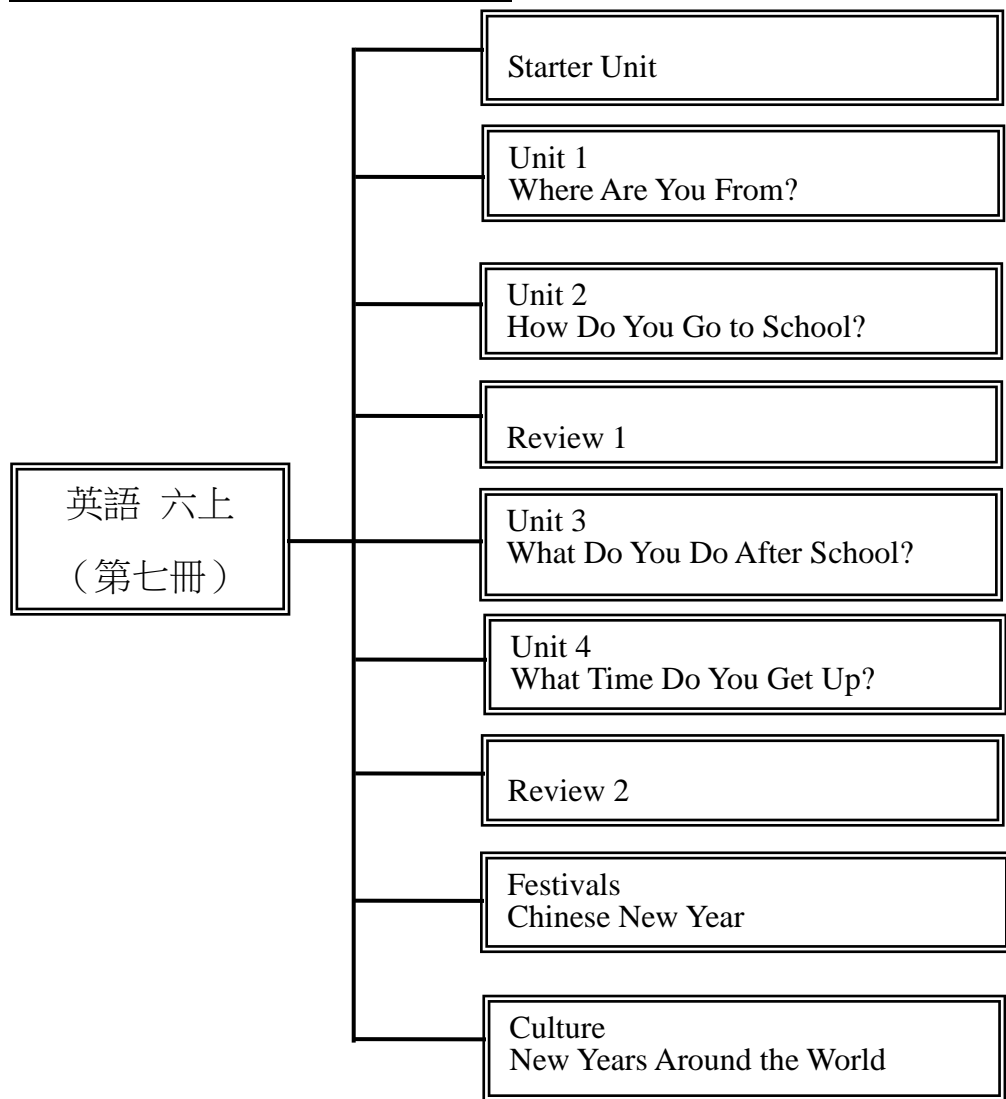 Starter Unit
Unit 1
Where Are You From?
Unit 2
How Do You Go to School?
Review 1
英語 六上
（第七冊）
Unit 3
What Do You Do After School?
Unit 4
What Time Do You Get Up?
Review 2
Festivals
Chinese New Year
Culture
New Years Around the World